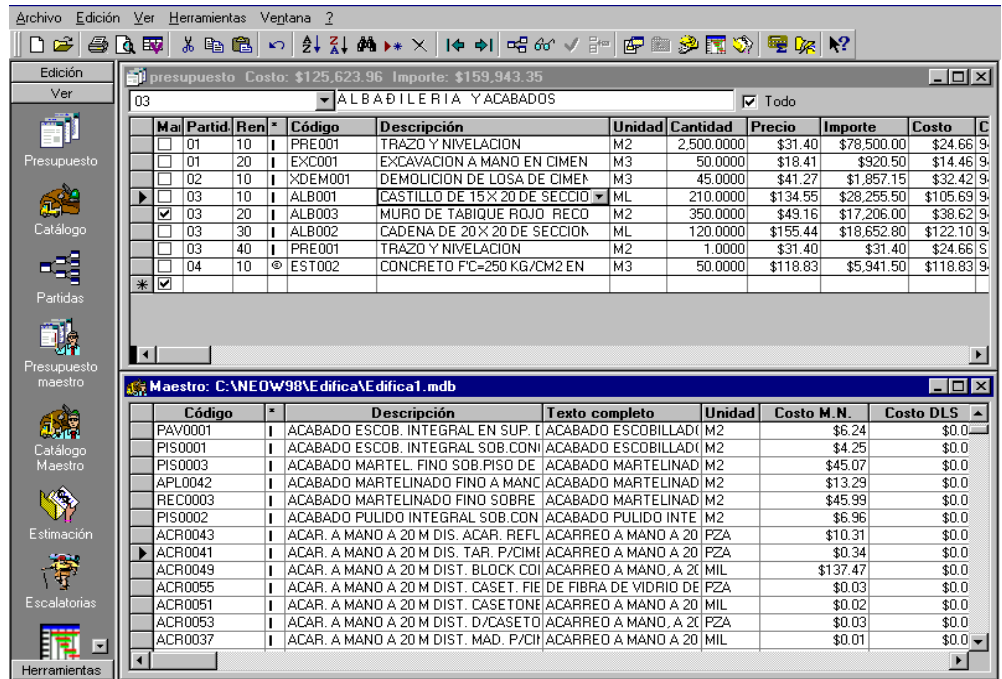 Archivo Edición Ver Herramientas Ventana ?
Edición
Ver
Presupuesto
Catálogo
Partidas
Presupuesto
maestro
Catálogo
Maestro
Estimación
Escalatorias
Herramientas
presupuesto Costo: $125,623.96 Importe: $159,943.35
03 ALBAÐILERIA Y ACABADOS Todo
Mar Partid. Ren * Código Descripción Unidad Cantidad Precio Importe Costo C
01 10 I PRE001 TRAZO Y NIVELACION M2 2,500.0000 $31.40 $78,500.00 $24.66 94
01 20 I EXC001 EXCAVACION A MANO EN CIMEN M3 50.0000 $18.41 $920.50 $14.46 94
02 10 I XDEM001 DEMOLICION DE LOSA DE CIMEN M3 45.0000 $41.27 $1,857.15 $32.42 94
03 10 I ALB001 CASTILLO DE 15 X 20 DE SECCIO ML 210.0000 $134.55 $28,255.50 $105.69 94
03 20 I ALB003 MURO DE TABIQUE ROJO RECO M2 350.0000 $49.16 $17,206.00 $38.62 94
03 30 I ALB002 CADENA DE 20 X 20 DE SECCION ML 120.0000 $155.44 $18,652.80 $122.10 94
03 40 I PRE001 TRAZO Y NIVELACION M2 1.0000 $31.40 $31.40 $24.66 S
04 10 © EST002 CONCRETO F'C=250 KG/CM2 EN M3 50.0000 $118.83 $5,941.50 $118.83 94
Maestro: C:\NEOW98\Edifica\Edifica1.mdb
Código * Descripción Texto completo Unidad Costo M.N. Costo DLS
PAV0001 I ACABADO ESCOB. INTEGRAL EN SUP. D ACABADO ESCOBILLADO M2 $6.24 $0.0
PIS0001 I ACABADO ESCOB. INTEGRAL SOB.CON ACABADO ESCOBILLADO M2 $4.25 $0.0
PIS0003 I ACABADO MARTEL. FINO SOB.PISO DE ACABADO MARTELINAD M2 $45.07 $0.0
APL0042 I ACABADO MARTELINADO FINO A MANO ACABADO MARTELINAD M2 $13.29 $0.0
REC0003 I ACABADO MARTELINADO FINO SOBRE ACABADO MARTELINAD M2 $45.99 $0.0
PIS0002 I ACABADO PULIDO INTEGRAL SOB.CON ACABADO PULIDO INTE M2 $6.96 $0.0
ACR0043 I ACAR. A MANO A 20 M DIS. ACAR. REFU ACARREO A MANO A 20 PZA $10.31 $0.0
ACR0041 I ACAR. A MANO A 20 M DIS. TAR. P/CIMB ACARREO A MANO A 20 PZA $0.34 $0.0
ACR0049 I ACAR. A MANO A 20 M DIST. BLOCK CO ACARREO A MANO, A 20 MIL $137.47 $0.0
ACR0055 I ACAR. A MANO A 20 M DIST. CASET. FIE DE FIBRA DE VIDRIO DE PZA $0.03 $0.0
ACR0051 I ACAR. A MANO A 20 M DIST. CASETONE ACARREO A MANO A 20 MIL $0.02 $0.0
ACR0053 I ACAR. A MANO A 20 M DIST. D/CASETO ACARREO A MANO, A 20 PZA $0.03 $0.0
ACR0037 I ACAR. A MANO A 20 M DIST. MAD. P/CIM ACARREO A MANO A 20 MIL $0.01 $0.0